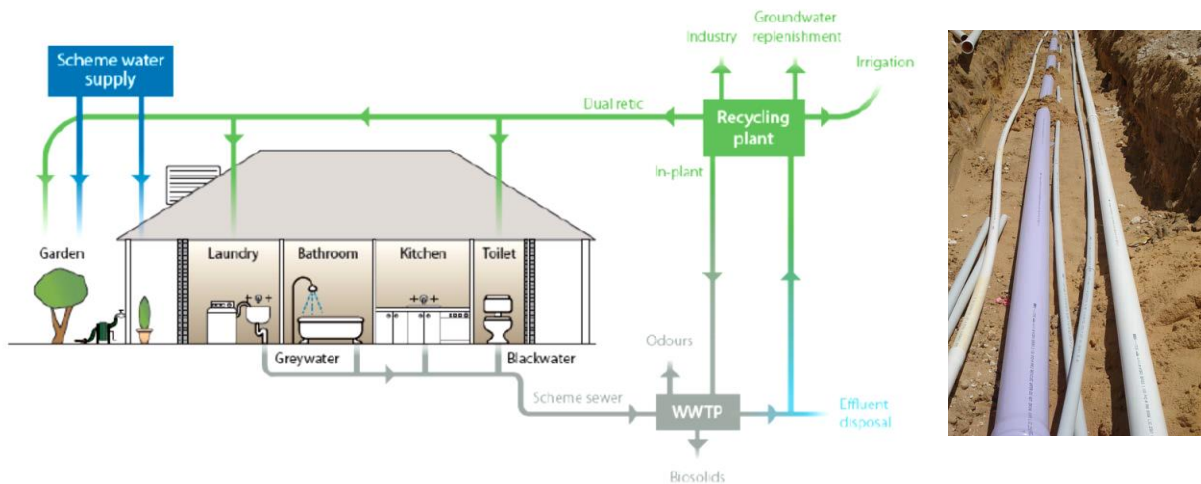 Scheme water
supply
Groundwater
replenishment
Industry
Irrigation
Dual retic
Recycling
plant
In-plant
Garden
Laundry
Bathroom
Kitchen
Toilet
Greywater
Blackwater
Odours
Scheme sewer
WWTP
Effluent
disposal
Biosolids